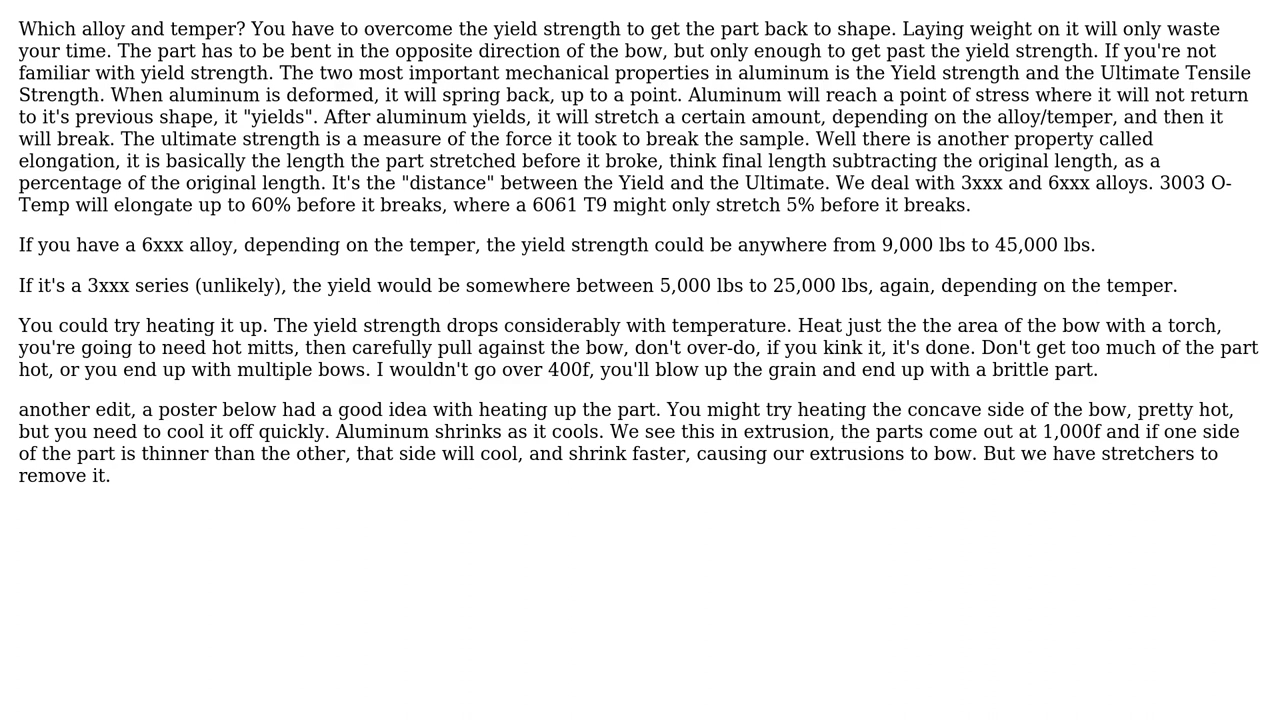 Which alloy and temper? You have to overcome the yield strength to get the part back to shape. Laying weight on it will only waste
your time. The part has to be bent in the opposite direction of the bow, but only enough to get past the yield strength. If you're not
familiar with yield strength. The two most important mechanical properties in aluminum is the Yield strength and the Ultimate Tensile
Strength. When aluminum is deformed, it will spring back, up to a point. Aluminum will reach a point of stress where it will not return
to it's previous shape, it "yields". After aluminum yields, it will stretch a certain amount, depending on the alloy/temper, and then it
will break. The ultimate strength is a measure of the force it took to break the sample. Well there is another property called
elongation, it is basically the length the part stretched before it broke, think final length subtracting the original length, as a
percentage of the original length. It's the "distance" between the Yield and the Ultimate. We deal with 3xxx and 6xxx alloys. 3003 O-
Temp will elongate up to 60% before it breaks, where a 6061 T9 might only stretch 5% before it breaks.
If you have a 6xxx alloy, depending on the temper, the yield strength could be anywhere from 9,000 lbs to 45,000 lbs.
If it's a 3xxx series (unlikely), the yield would be somewhere between 5,000 lbs to 25,000 lbs, again, depending on the temper.
You could try heating it up. The yield strength drops considerably with temperature. Heat just the the area of the bow with a torch,
you're going to need hot mitts, then carefully pull against the bow, don't over-do, if you kink it, it's done. Don't get too much of the part
hot, or you end up with multiple bows. I wouldn't go over 400f, you'll blow up the grain and end up with a brittle part.
another edit, a poster below had a good idea with heating up the part. You might try heating the concave side of the bow, pretty hot,
but you need to cool it off quickly. Aluminum shrinks as it cools. We see this in extrusion, the parts come out at 1,000f and if one side
of the part is thinner than the other, that side will cool, and shrink faster, causing our extrusions to bow. But we have stretchers to
remove it.